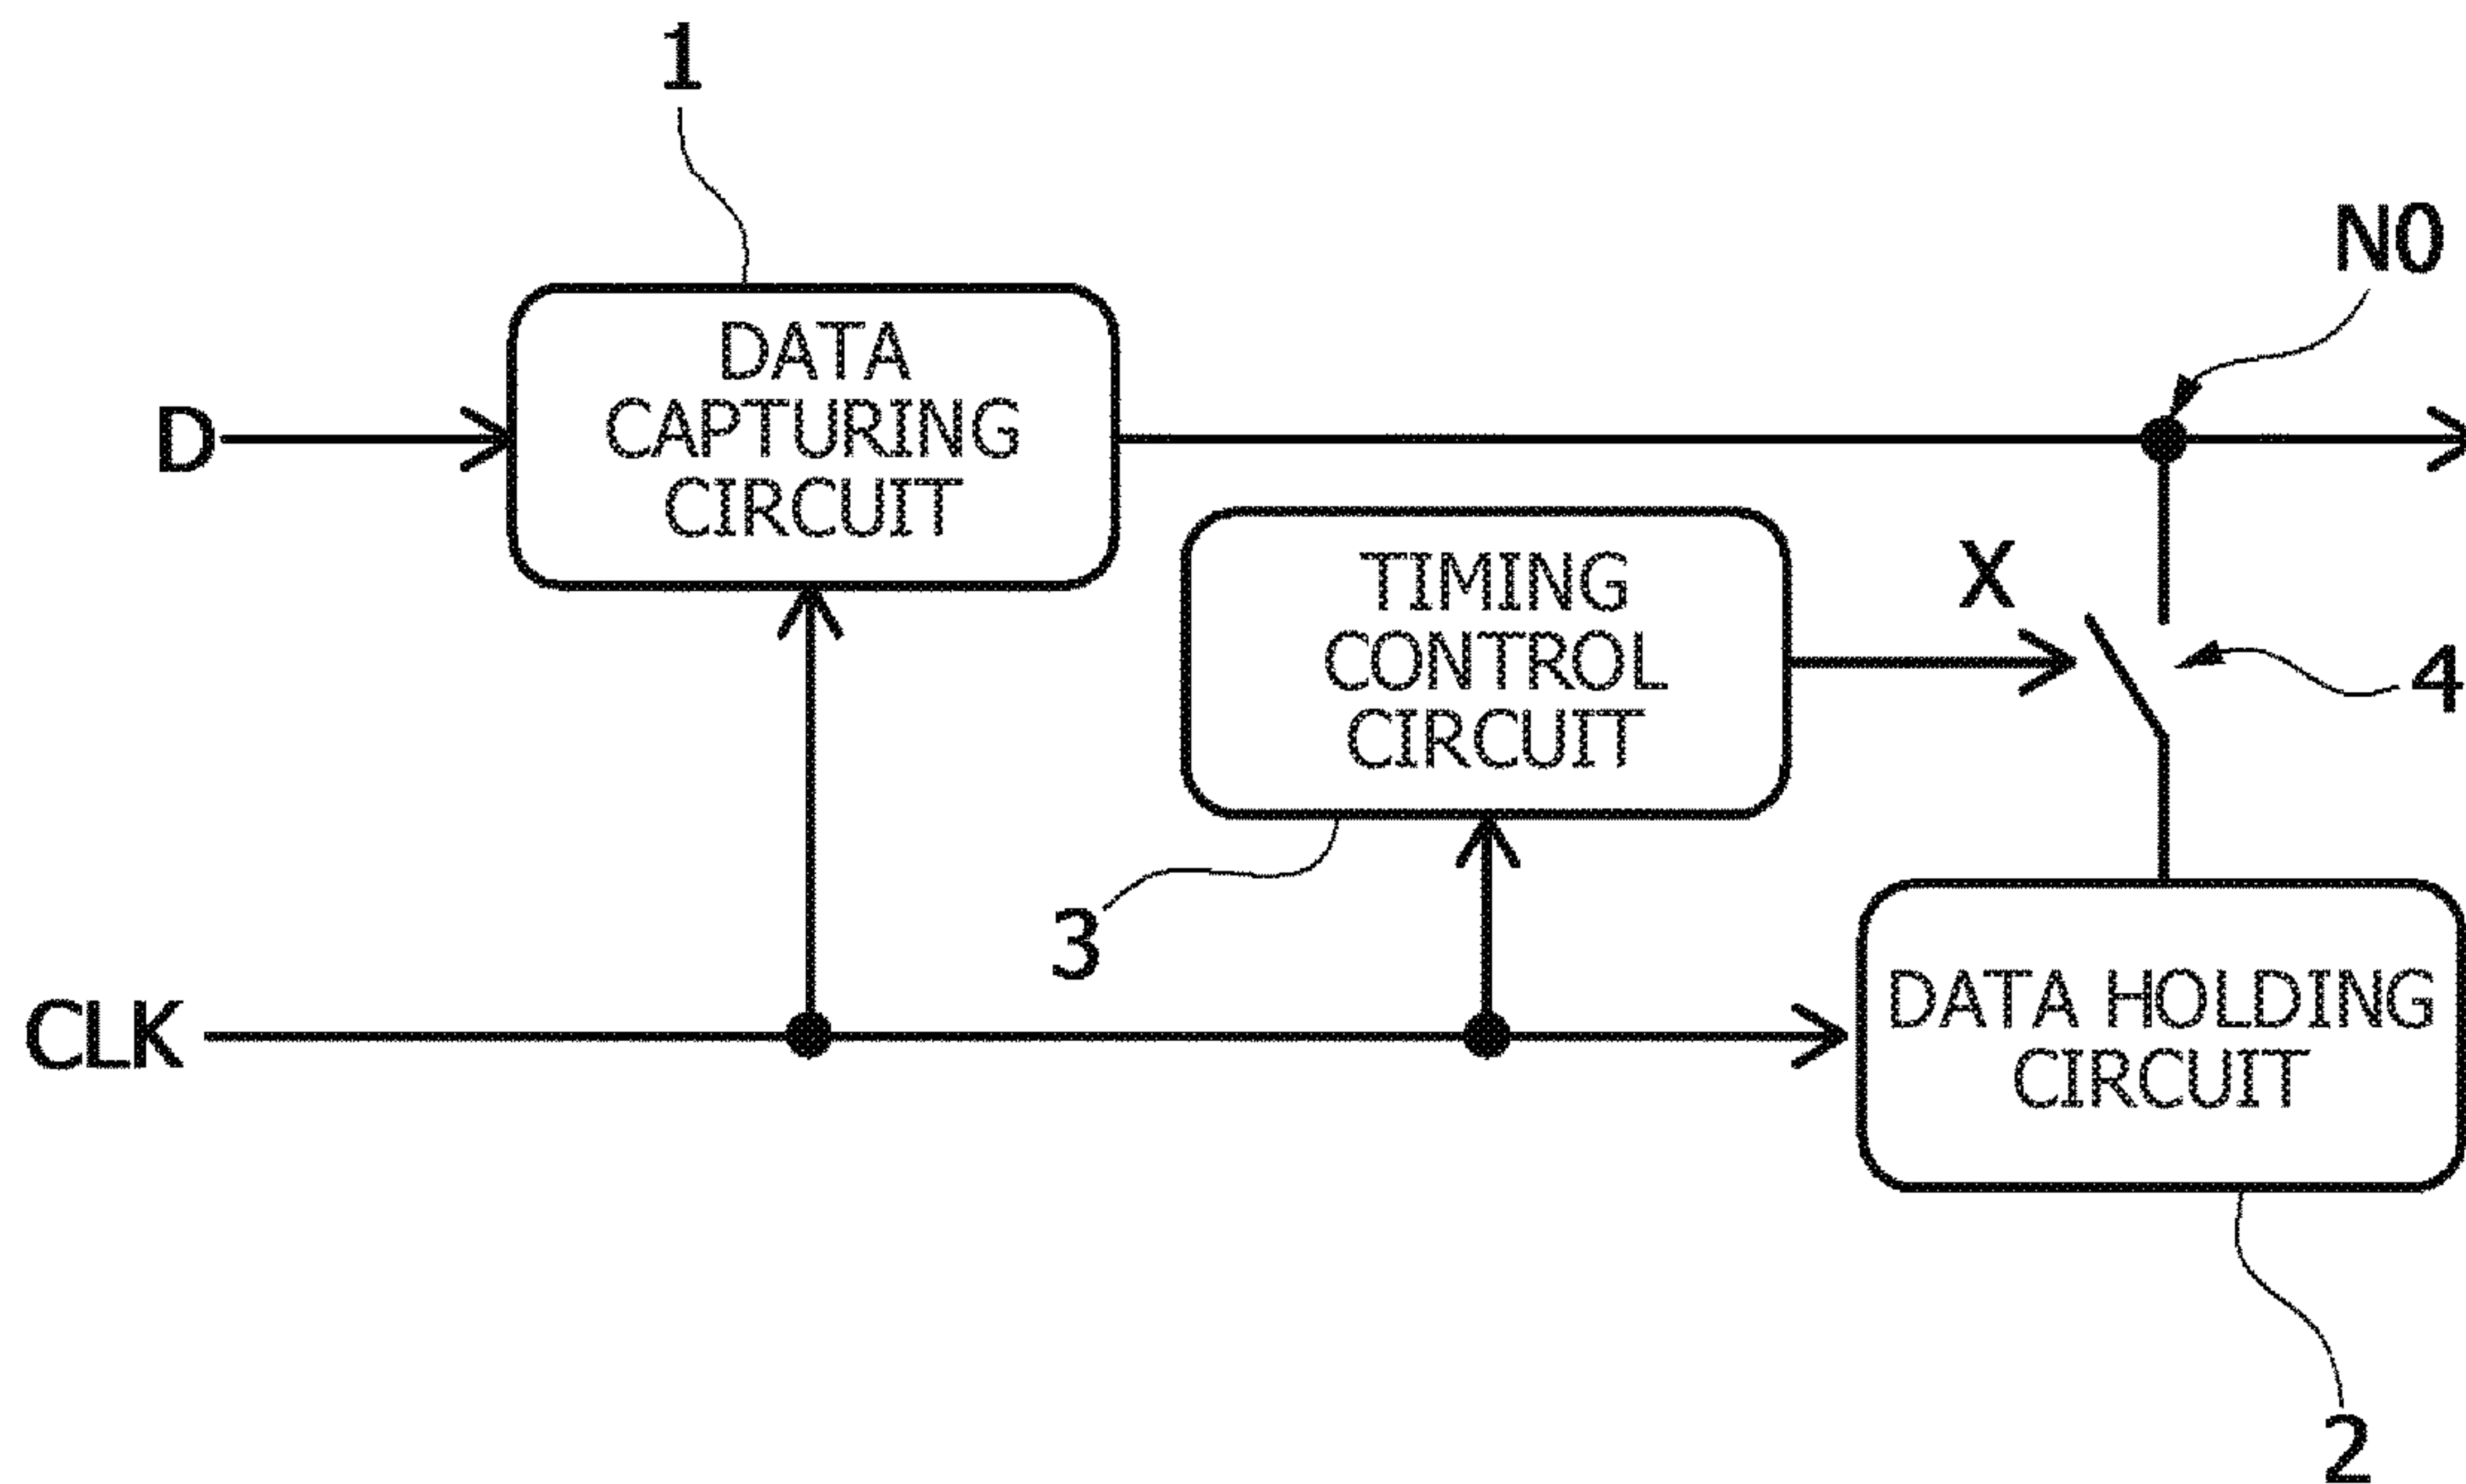 1
N0
DATA
CAPTURING
CIRCUIT
D
X
TIMING
CONTROL
CIRCUIT
4
3
CLK
DATA HOLDING
CIRCUIT
2